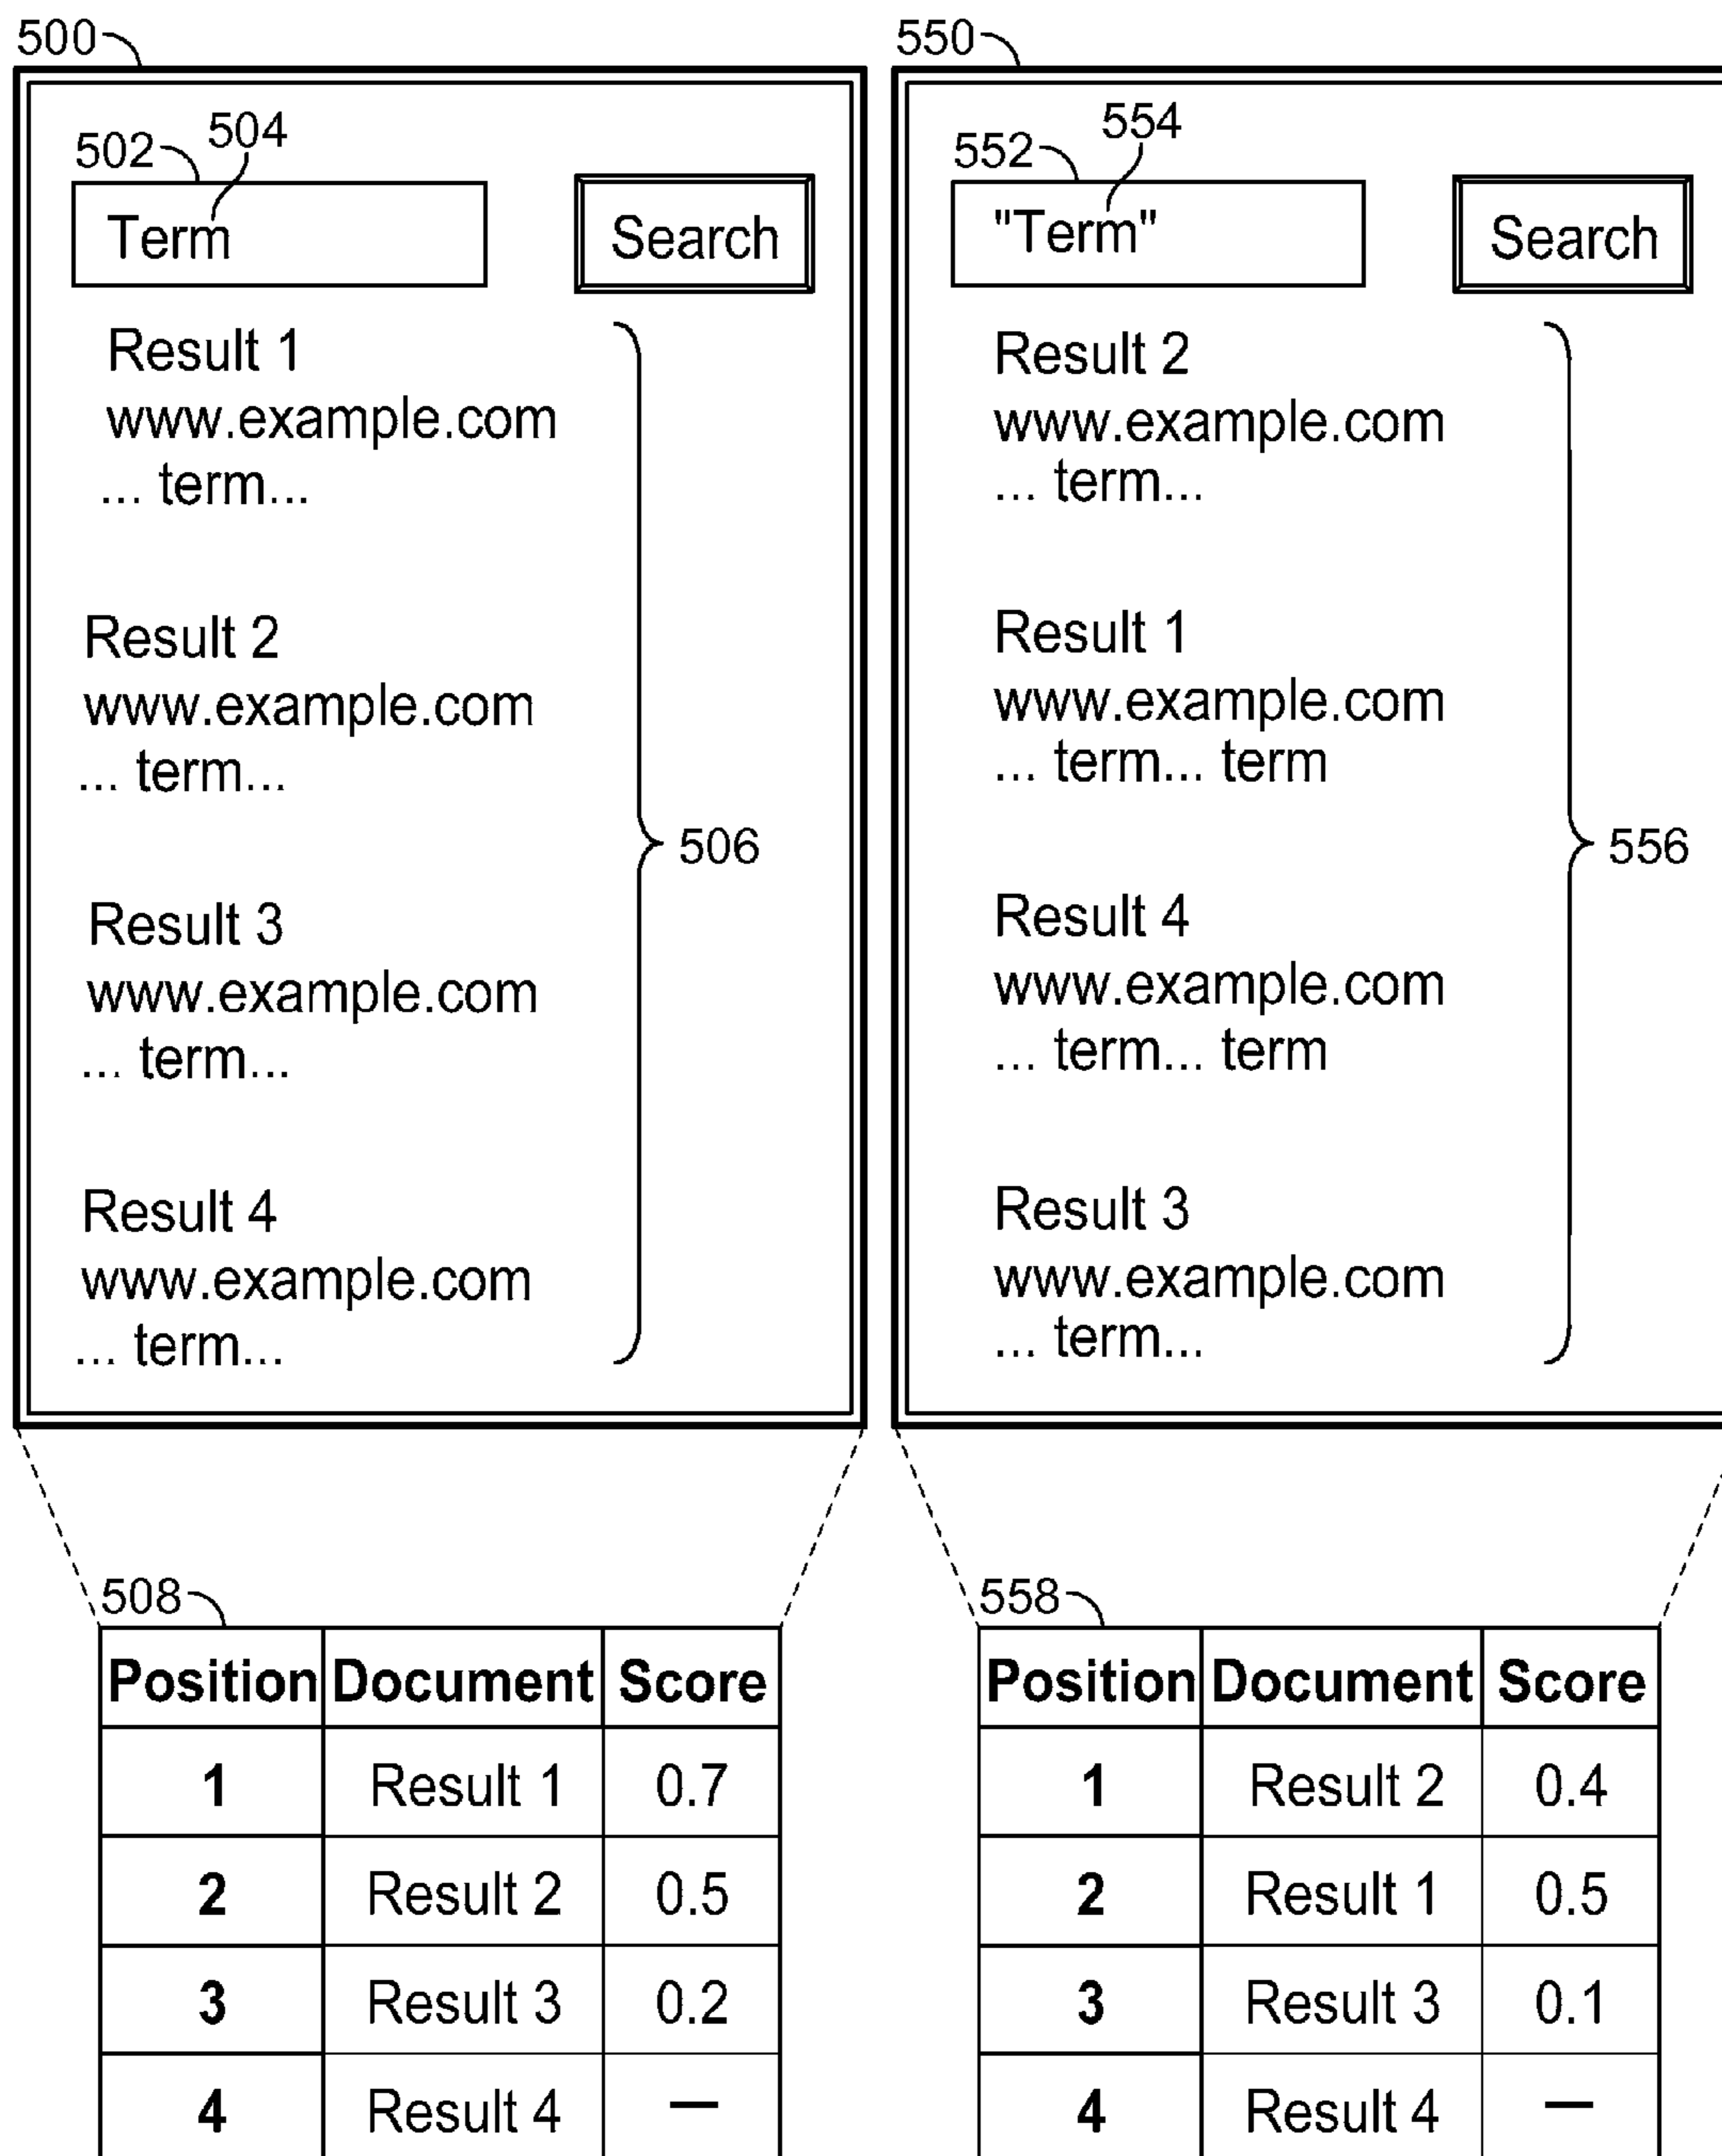 500
502
504
Term
Search
Result 1
www.example.com
... term...
Result 2
www.example.com
... term...
506
Result 3
www.example.com
... term...
Result 4
www.example.com
... term...
508
Position Document Score
1 Result 1 0.7
2 Result 2 0.5
3 Result 3 0.2
4 Result 4 —
550
552
554
"Term"
Search
Result 2
www.example.com
... term...
Result 1
www.example.com
... term... term
556
Result 4
www.example.com
... term... term
Result 3
www.example.com
... term...
558
Position Document Score
1 Result 2 0.4
2 Result 1 0.5
3 Result 3 0.1
4 Result 4 —